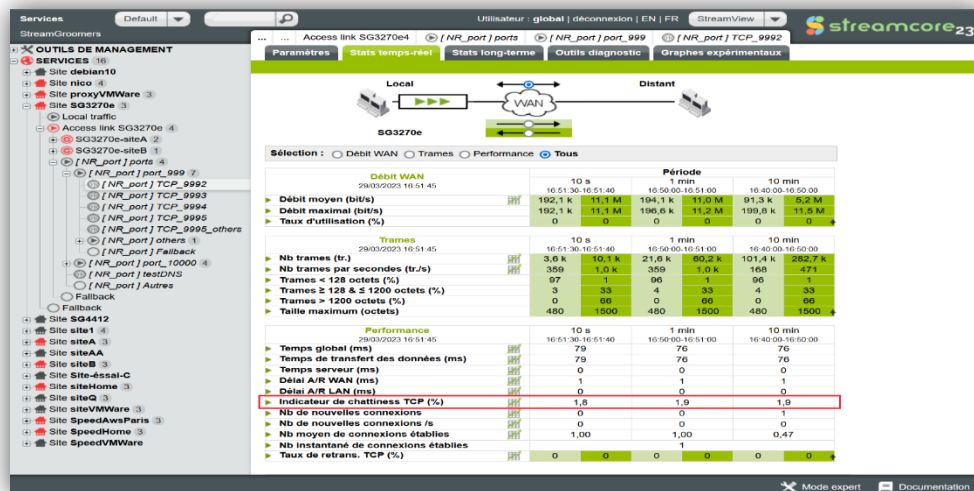 Services Default Utilisateur : global | déconnexion | EN | FR StreamView streamcore23
StreamGroomers
... ... Access link SG3270e4 [ NR_port ] ports [ NR_port ] port_999 [ NR_port ] TCP_9992
Paramètres Stats temps-réel Stats long-terme Outils diagnostic Graphes expérimentaux
OUTILS DE MANAGEMENT
SERVICES 16
Site debian10
Site nico 4
Site proxyVMWare 3
Site SG3270e 3
Local traffic
Access link SG3270e 4
SG3270e-siteA 2
SG3270e-siteB 1
[ NR_port ] ports 4
[ NR_port ] port_999 7
[ NR_port ] TCP_9992
[ NR_port ] TCP_9993
[ NR_port ] TCP_9994
[ NR_port ] TCP_9995
[ NR_port ] TCP_9995_others
[ NR_port ] others 1
[ NR_port ] Fallback
[ NR_port ] port_10000 4
[ NR_port ] testDNS
[ NR_port ] Autres
Fallback
Fallback
Site SG4412
Site site1 4
Site siteA 3
Site siteAA
Site siteB 3
Site Site-éssai-C
Site siteHome 3
Site siteQ 3
Site siteVMWare 3
Site SpeedAwsParis 3
Site SpeedHome 3
Site SpeedVMWare
Local Distant
WAN
SG3270e
Sélection : Débit WAN Trames Performance Tous
Débit WAN Période
29/03/2023 16:51:45 10 s 1 min 10 min
16:51:30-16:51:40 16:50:00-16:51:00 16:40:00-16:50:00
Débit moyen (bit/s) 192,1 k 11,1 M 194,1 k 11,0 M 91,3 k 5,2 M
Débit maximal (bit/s) 192,1 k 11,1 M 196,6 k 11,2 M 199,8 k 11,5 M
Taux d'utilisation (%) 0 0 0 0 0 0
Trames 10 s 1 min 10 min
29/03/2023 16:51:45 16:51:30-16:51:40 16:50:00-16:51:00 16:40:00-16:50:00
Nb trames (tr.) 3,6 k 10,1 k 21,6 k 60,2 k 101,4 k 282,7 k
Nb trames par secondes (tr./s) 359 1,0 k 359 1,0 k 168 471
Trames < 128 octets (%) 97 1 96 1 96 1
Trames ≥ 128 & ≤ 1200 octets (%) 3 33 4 33 4 33
Trames > 1200 octets (%) 0 66 0 66 0 66
Taille maximum (octets) 480 1500 480 1500 480 1500
Performance 10 s 1 min 10 min
29/03/2023 16:51:45 16:51:30-16:51:40 16:50:00-16:51:00 16:40:00-16:50:00
Temps global (ms) 79 76 76
Temps de transfert des données (ms) 79 76 76
Temps serveur (ms) 0 0 0
Délai A/R WAN (ms) 1 1 1
Délai A/R LAN (ms) 0 0 0
Indicateur de chattiness TCP (%) 1,8 1,9 1,9
Nb de nouvelles connexions 0 0 1
Nb de nouvelles connexions /s 0 0 0
Nb moyen de connexions établies 1,00 1,00 0,47
Nb instantané de connexions établies 1
Taux de retrans. TCP (%) 0 0 0 0 0 0
Mode expert Documentation